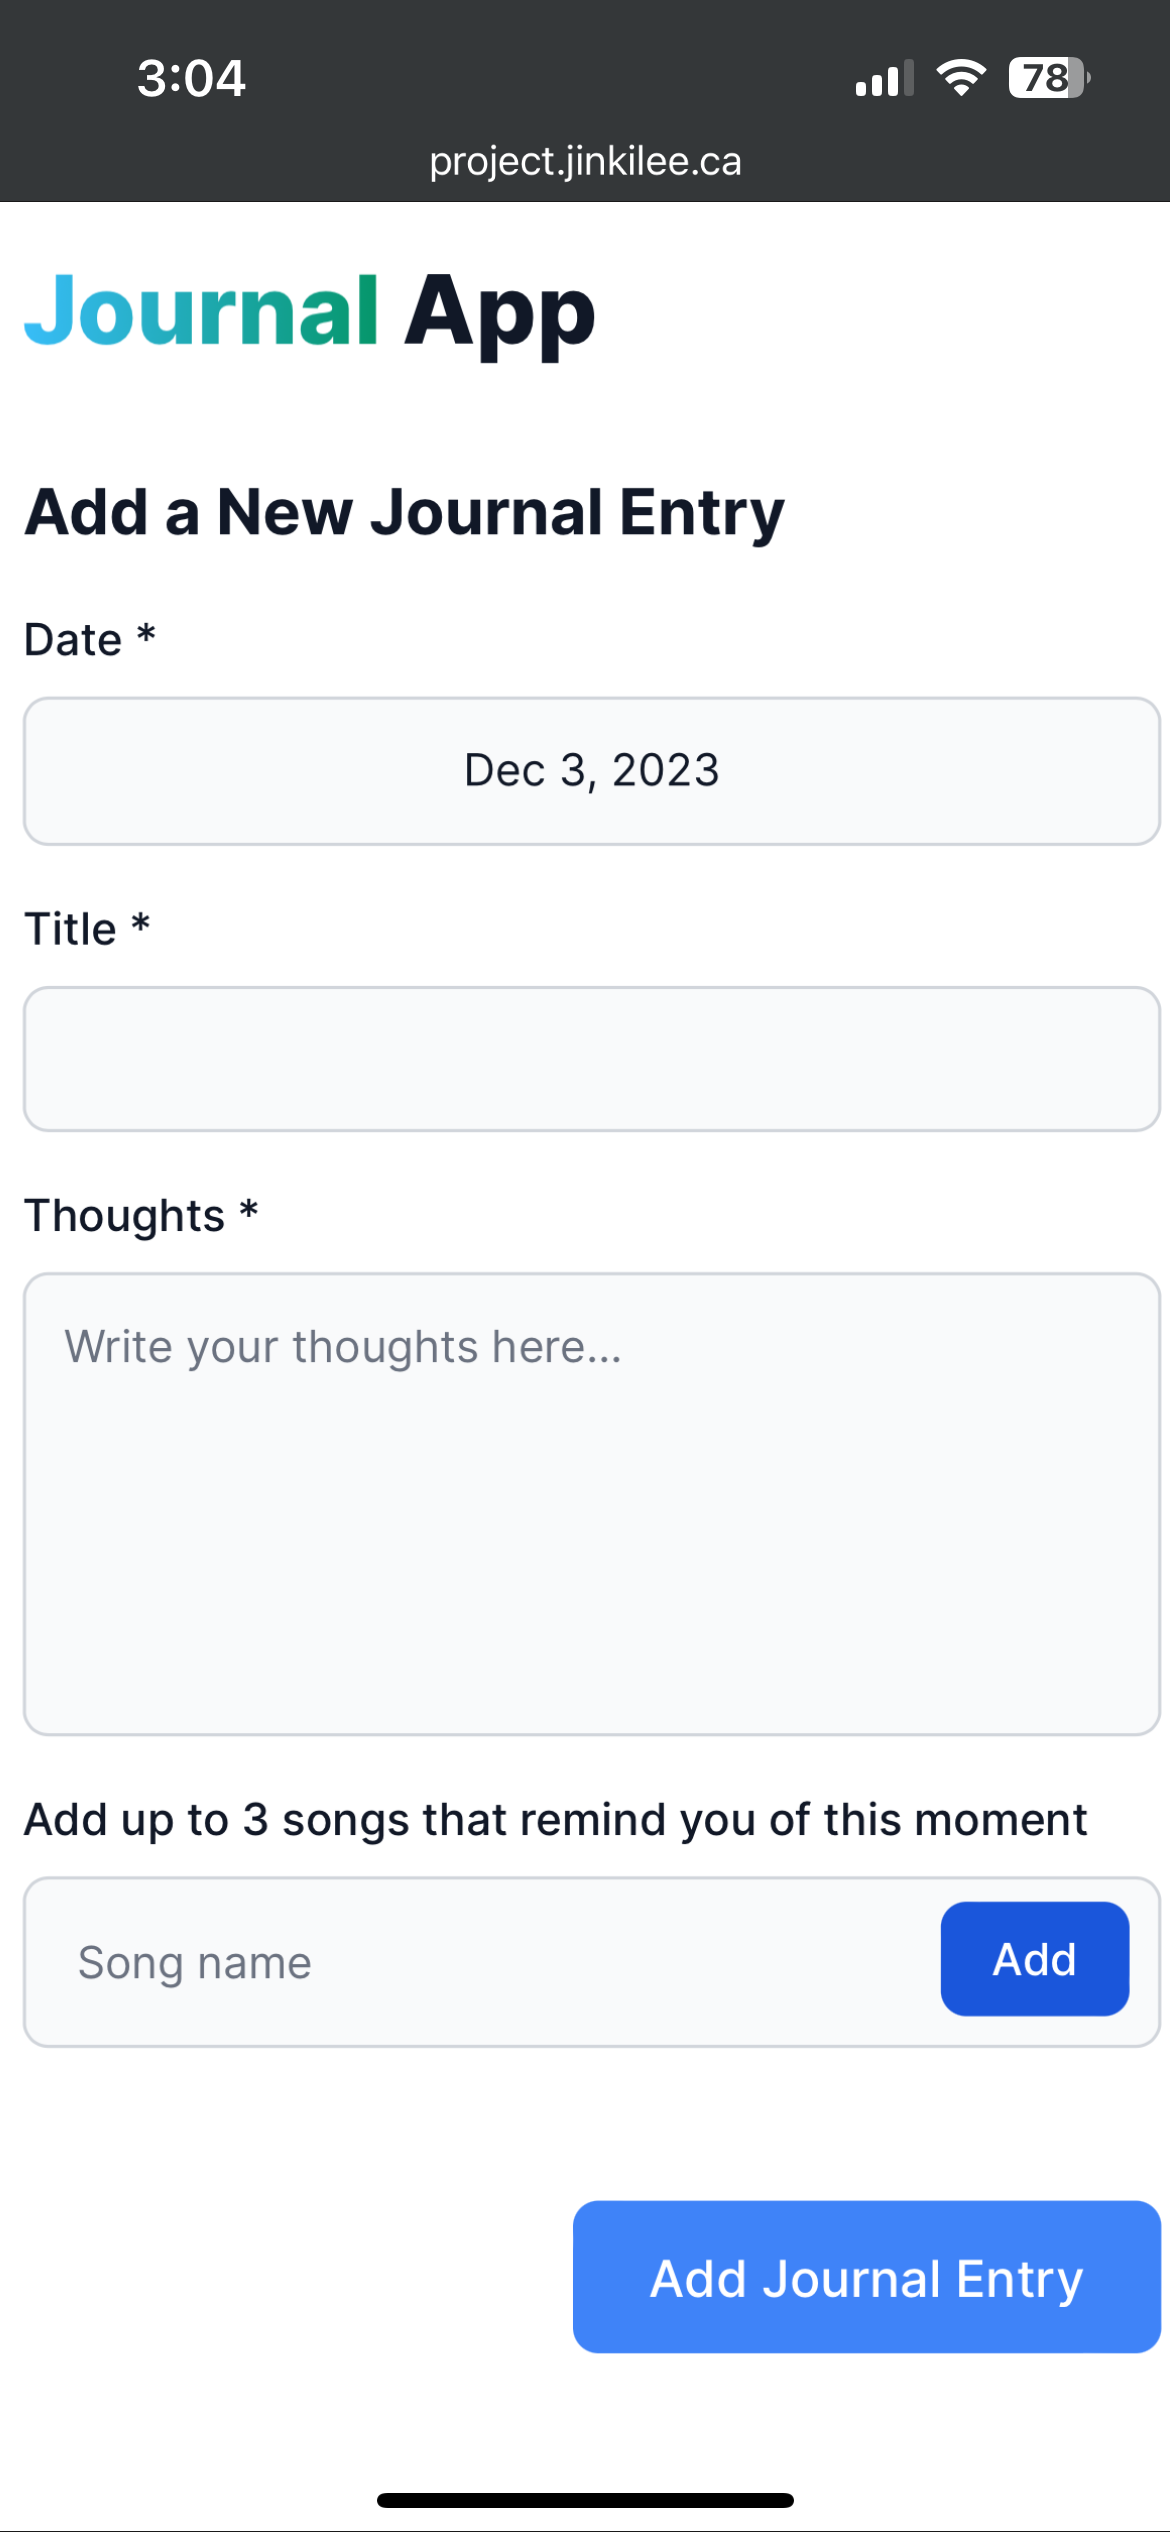 3:04
78
project.jinkilee.ca
Journal App
Add a New Journal Entry
Date *
Dec 3, 2023
Title *
Thoughts *
Write your thoughts here...
Add up to 3 songs that remind you of this moment
Song name
Add
Add Journal Entry